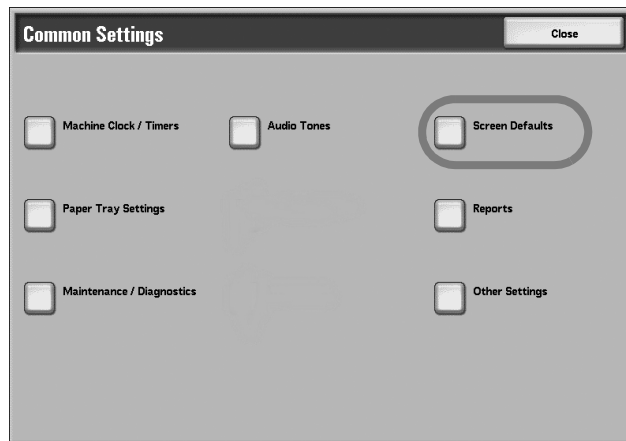 Common Settings
Close
Machine Clock / Timers
Audio Tones
Screen Defaults
Paper Tray Settings
Reports
Maintenance / Diagnostics
Other Settings